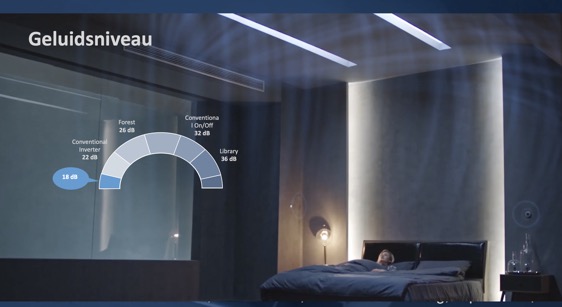 Geluidsniveau
Forest
26 dB
Conventiona
l On/Off
32 dB
Conventional
Inverter
22 dB
Library
36 dB
18 dB